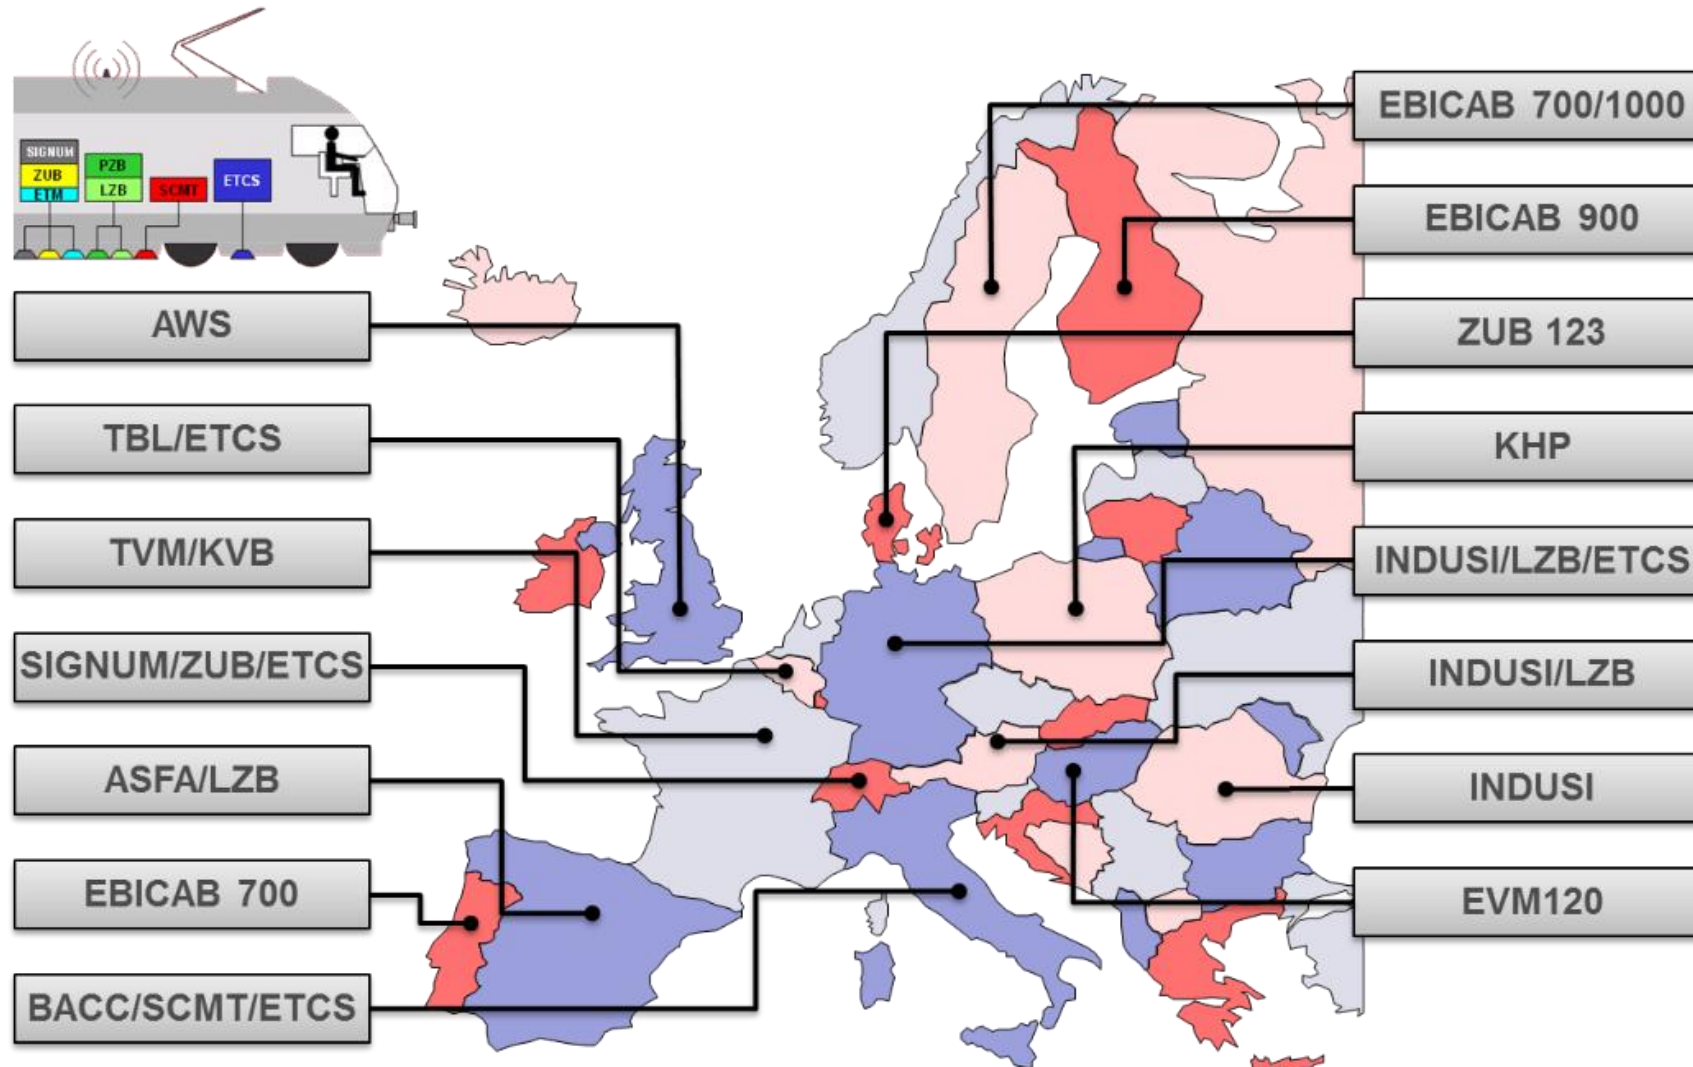 SIGNUM
ZUB
ETM
PZB
LZB
SCMT
ETCS
AWS
TBL/ETCS
TVM/KVB
SIGNUM/ZUB/ETCS
ASFA/LZB
EBICAB 700
BACC/SCMT/ETCS
EBICAB 700/1000
EBICAB 900
ZUB 123
KHP
INDUSI/LZB/ETCS
INDUSI/LZB
INDUSI
EVM120